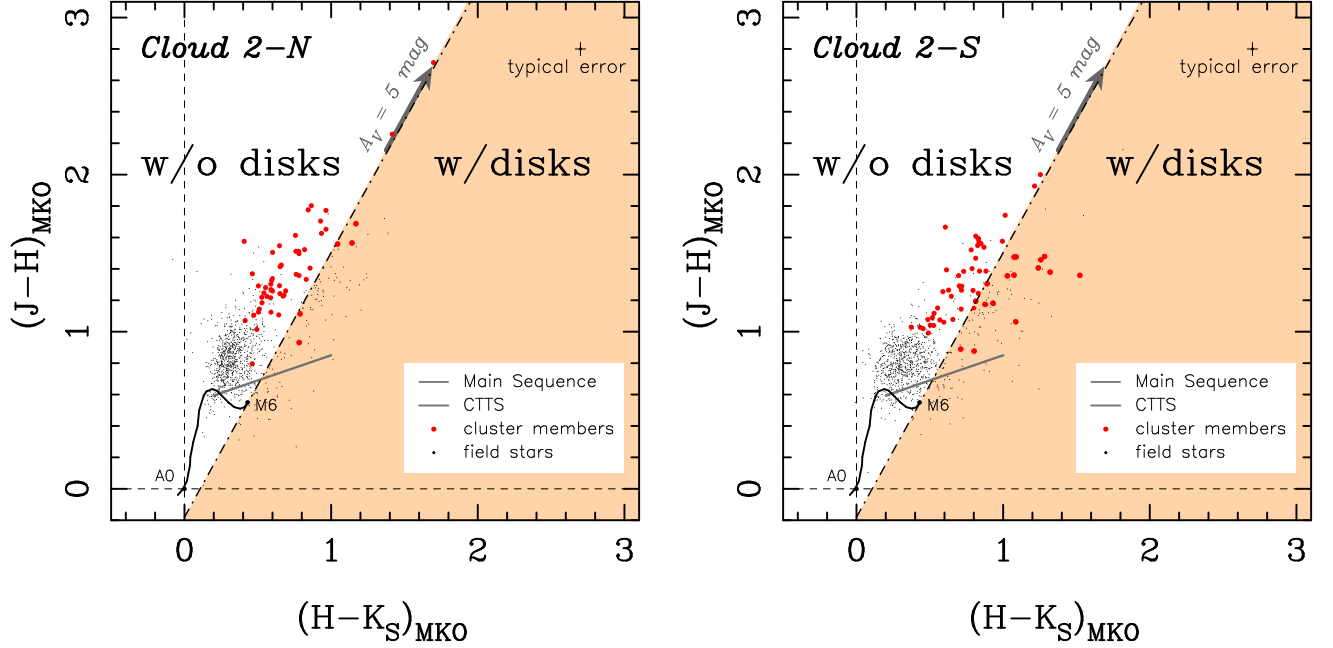 Cloud 2-N
A_V = 5 mag
typical error
w/o disks
w/disks
A0
M6
Main Sequence
CTTS
cluster members
field stars
0
1
2
3
0
1
2
3
(J-H)_MKO
(H-K_S)_MKO
Cloud 2-S
A_V = 5 mag
typical error
w/o disks
w/disks
A0
M6
Main Sequence
CTTS
cluster members
field stars
0
1
2
3
0
1
2
3
(J-H)_MKO
(H-K_S)_MKO